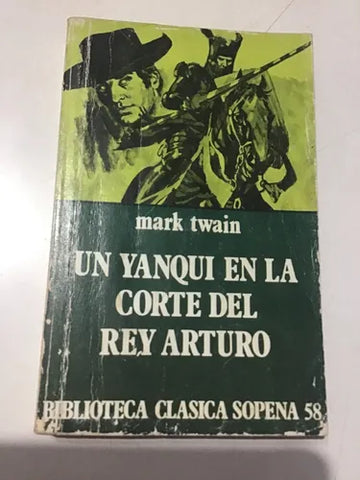 mark twain
UN YANQUI EN LA
CORTE DEL
REY ARTURO
BIBLIOTECA CLASICA SOPENA 58